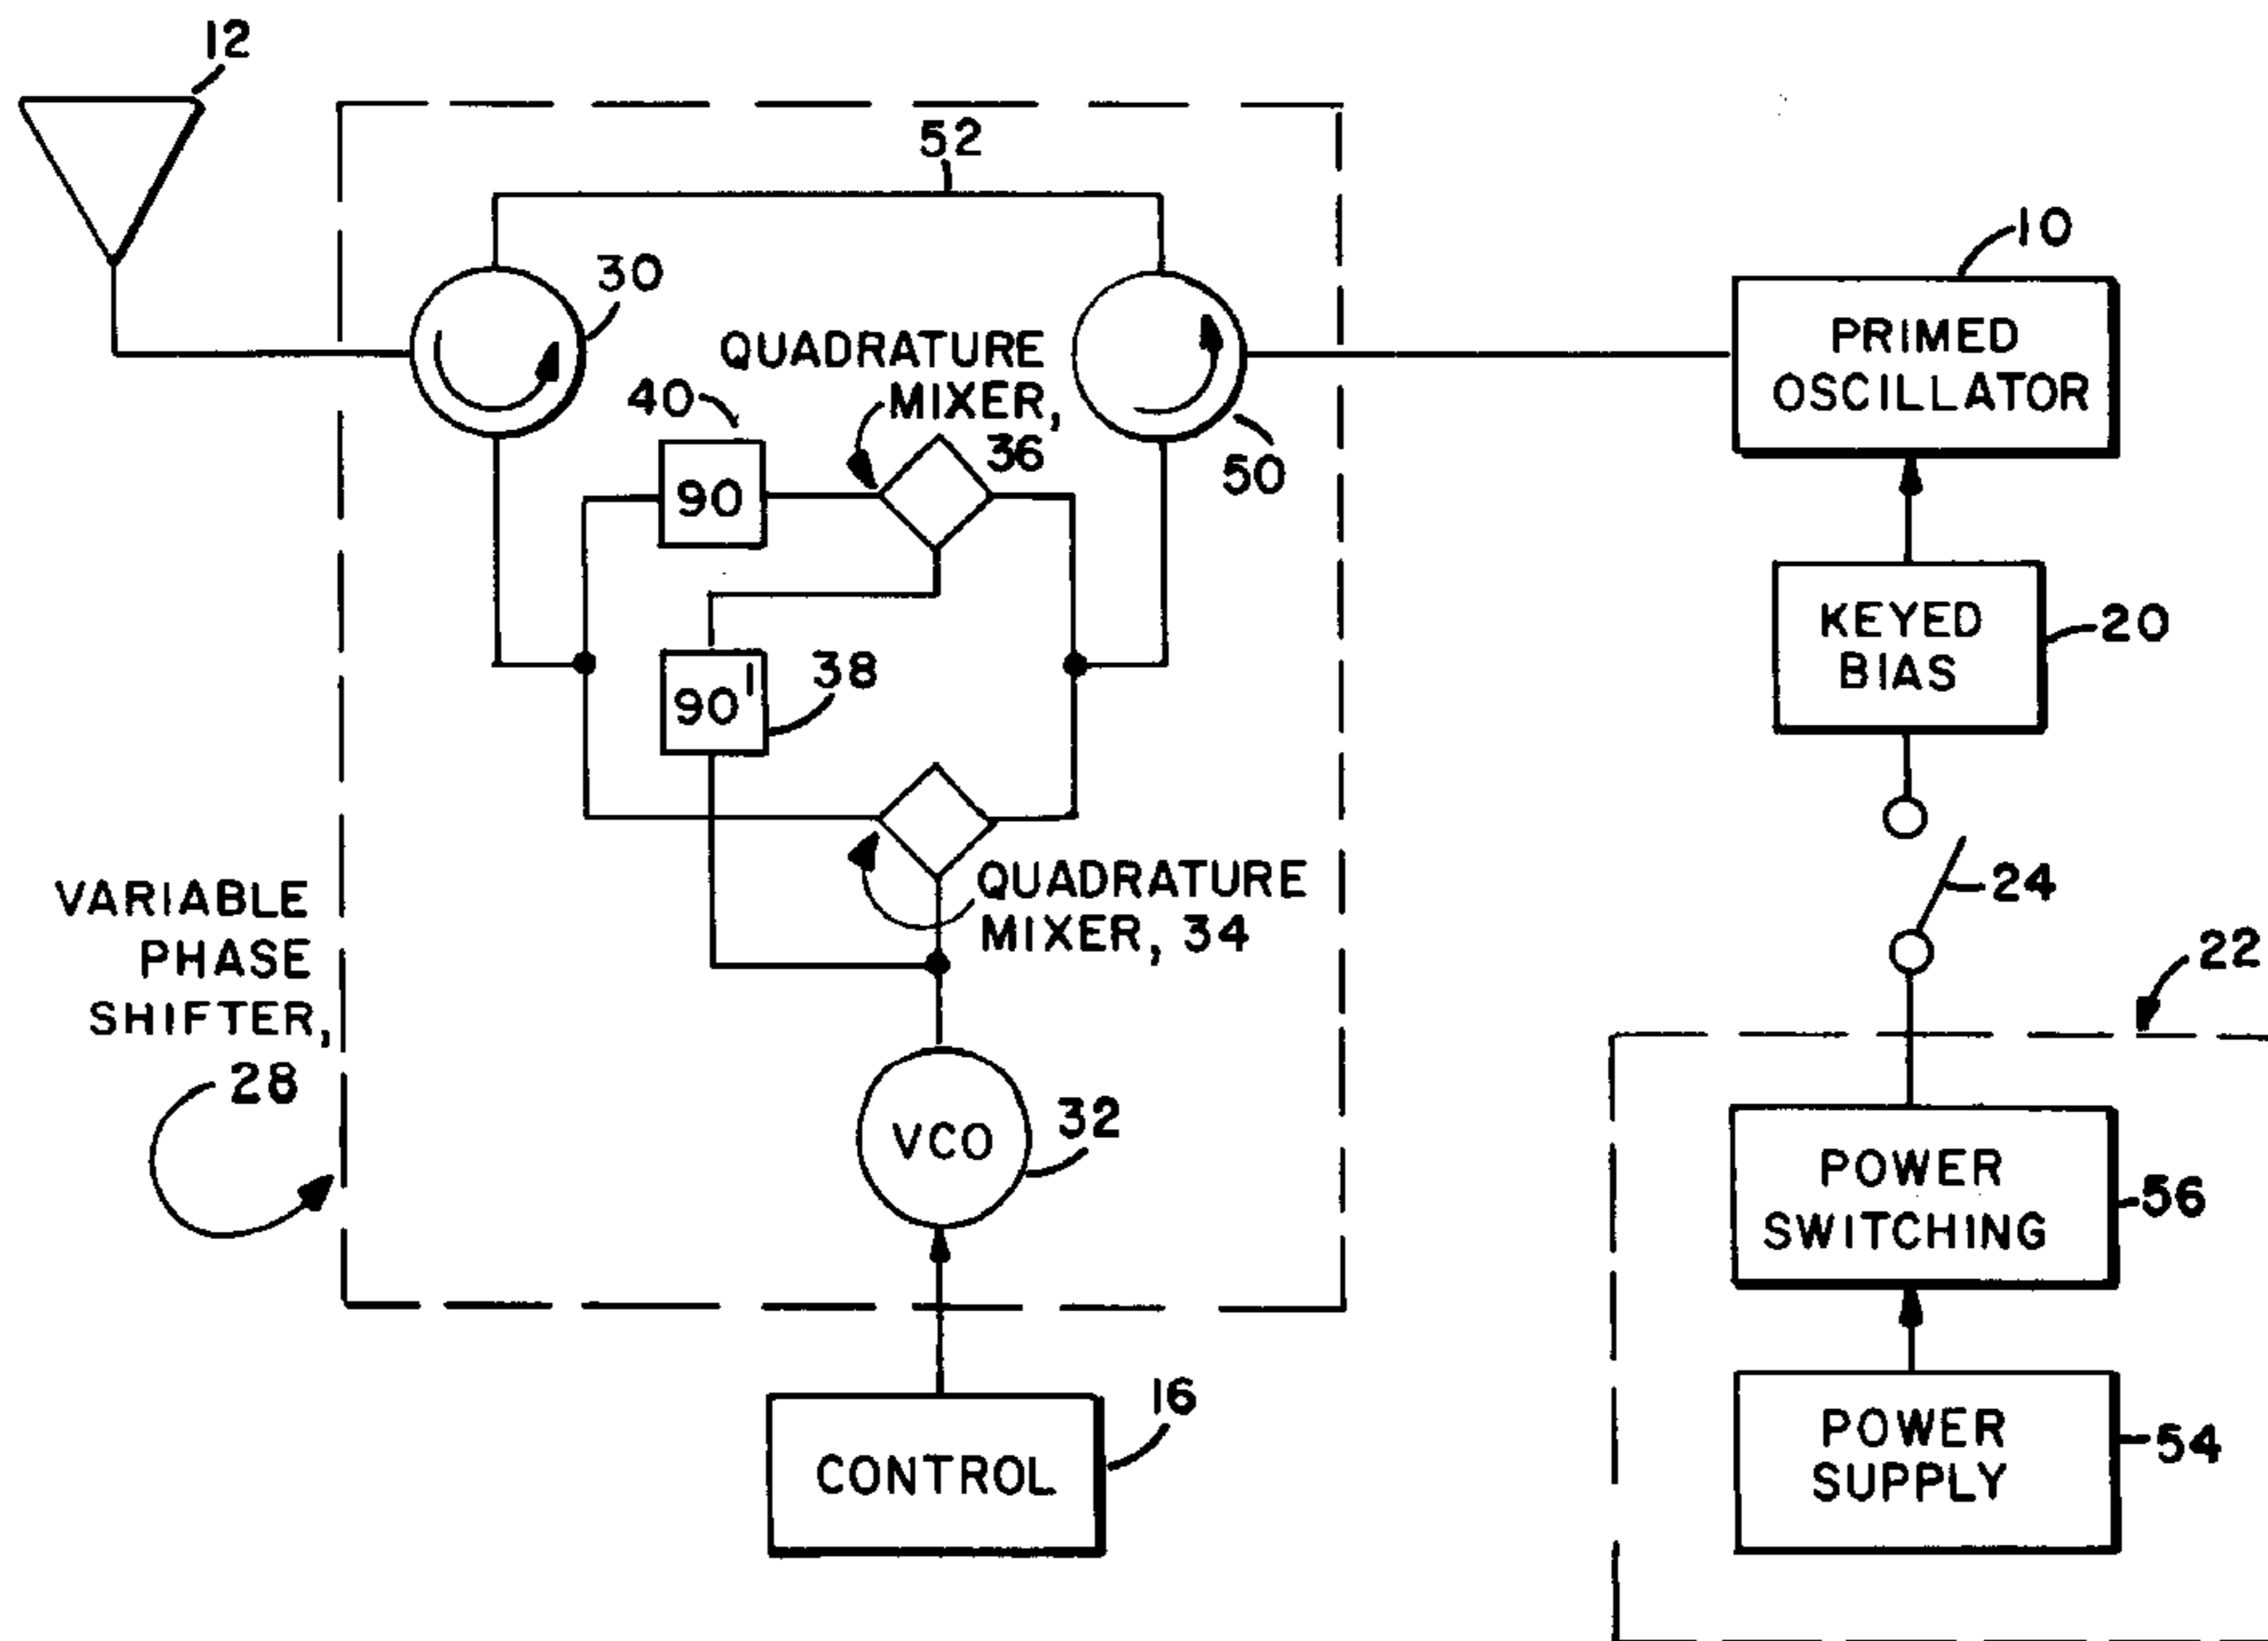 12
52
30
QUADRATURE
MIXER,
36
40
90
50
10
PRIMED
OSCILLATOR
KEYED
BIAS
20
90'
38
24
22
QUADRATURE
MIXER, 34
VARIABLE
PHASE
SHIFTER,
28
VCO
32
POWER
SWITCHING
56
16
CONTROL
POWER
SUPPLY
54